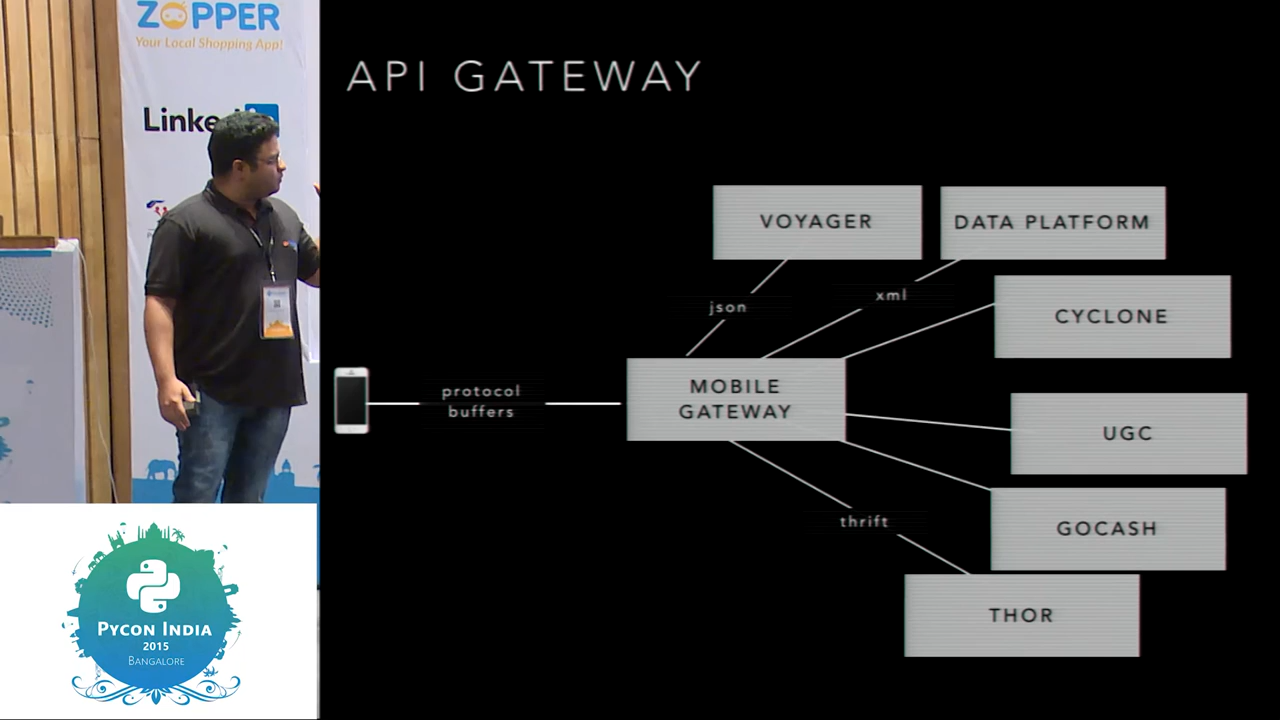 ZOPPER
Your Local Shopping App!
Linked
API GATEWAY
VOYAGER
DATA PLATFORM
json
xml
CYCLONE
protocol
buffers
MOBILE
GATEWAY
UGC
thrift
GOCASH
THOR
PYCON INDIA
2015
BANGALORE